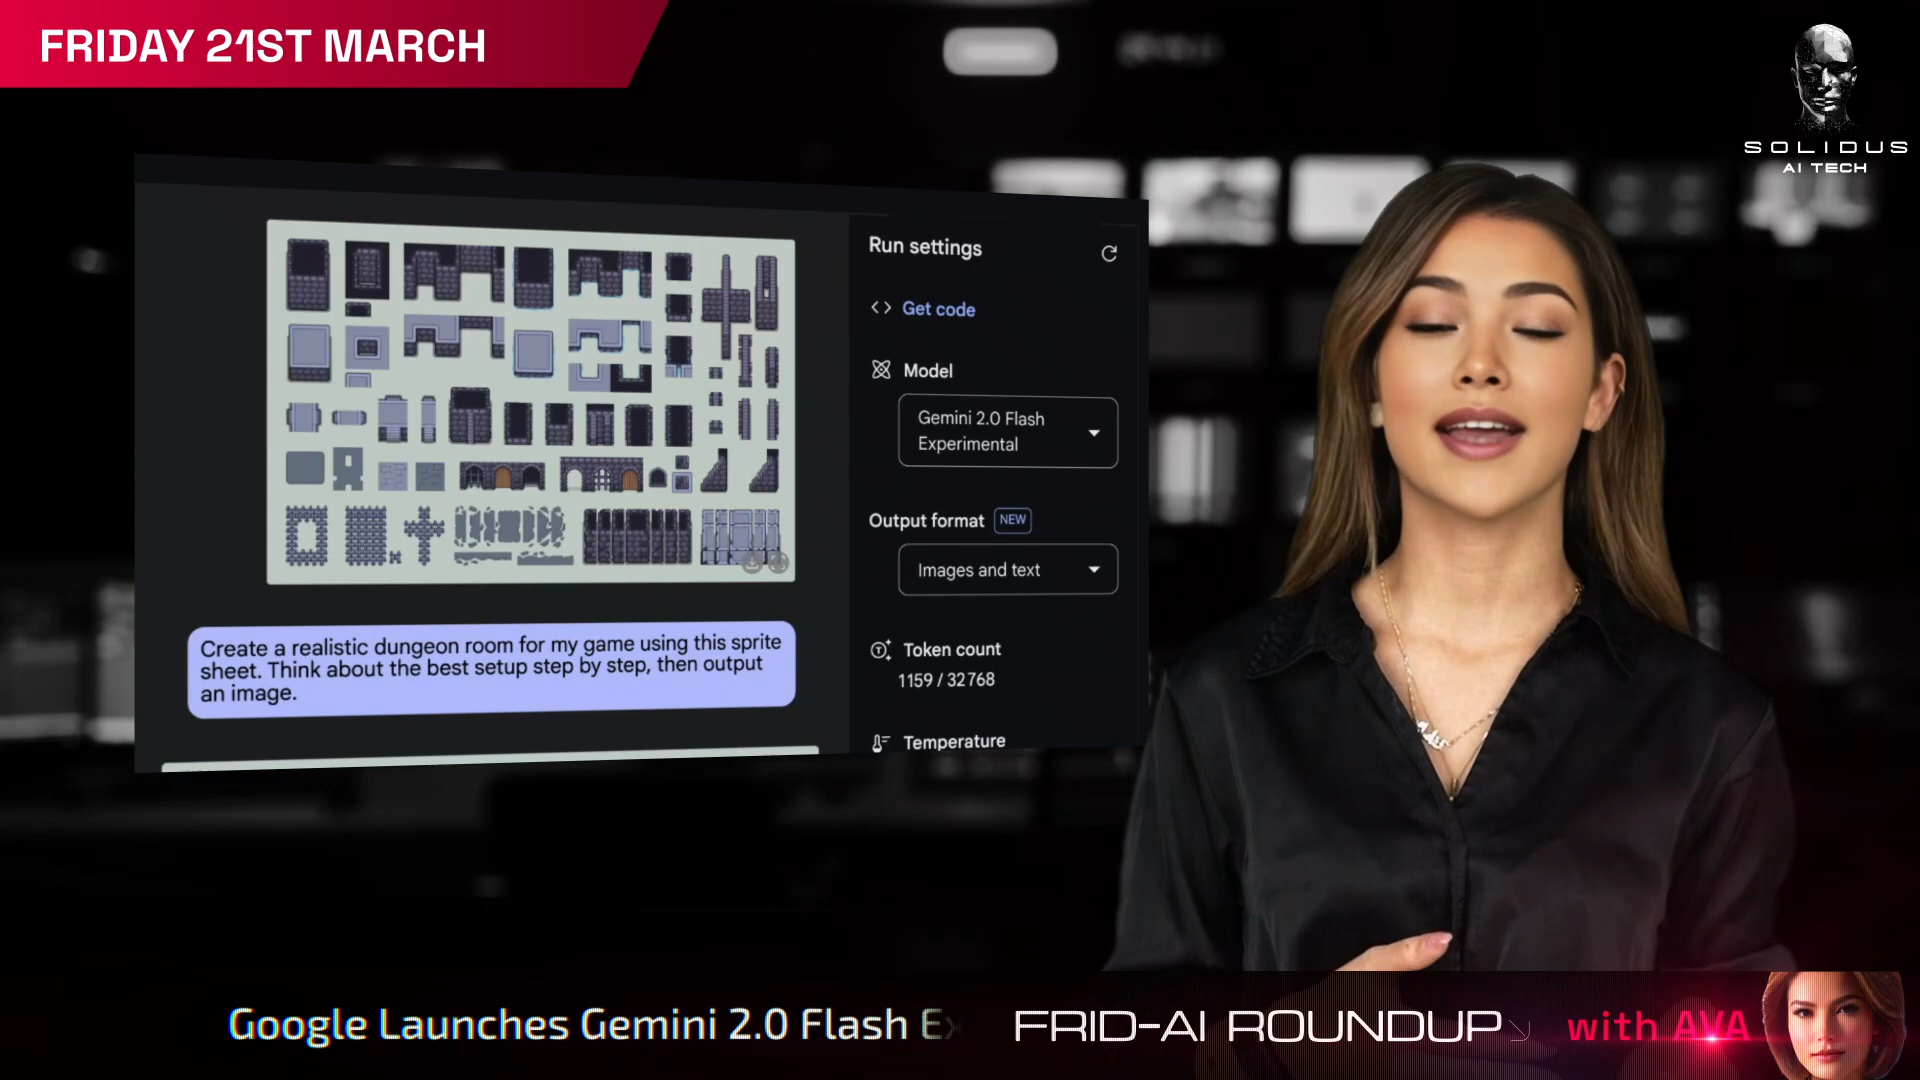 FRIDAY 21ST MARCH
SOLIDUS
AI TECH
Run settings
Get code
Model
Gemini 2.0 Flash
Experimental
Output format NEW
Images and text
Token count
1159 / 32768
Temperature
Create a realistic dungeon room for my game using this sprite
sheet. Think about the best setup step by step, then output
an image.
Google Launches Gemini 2.0 Flash Ex
FRID-AI ROUNDUP
with AVA